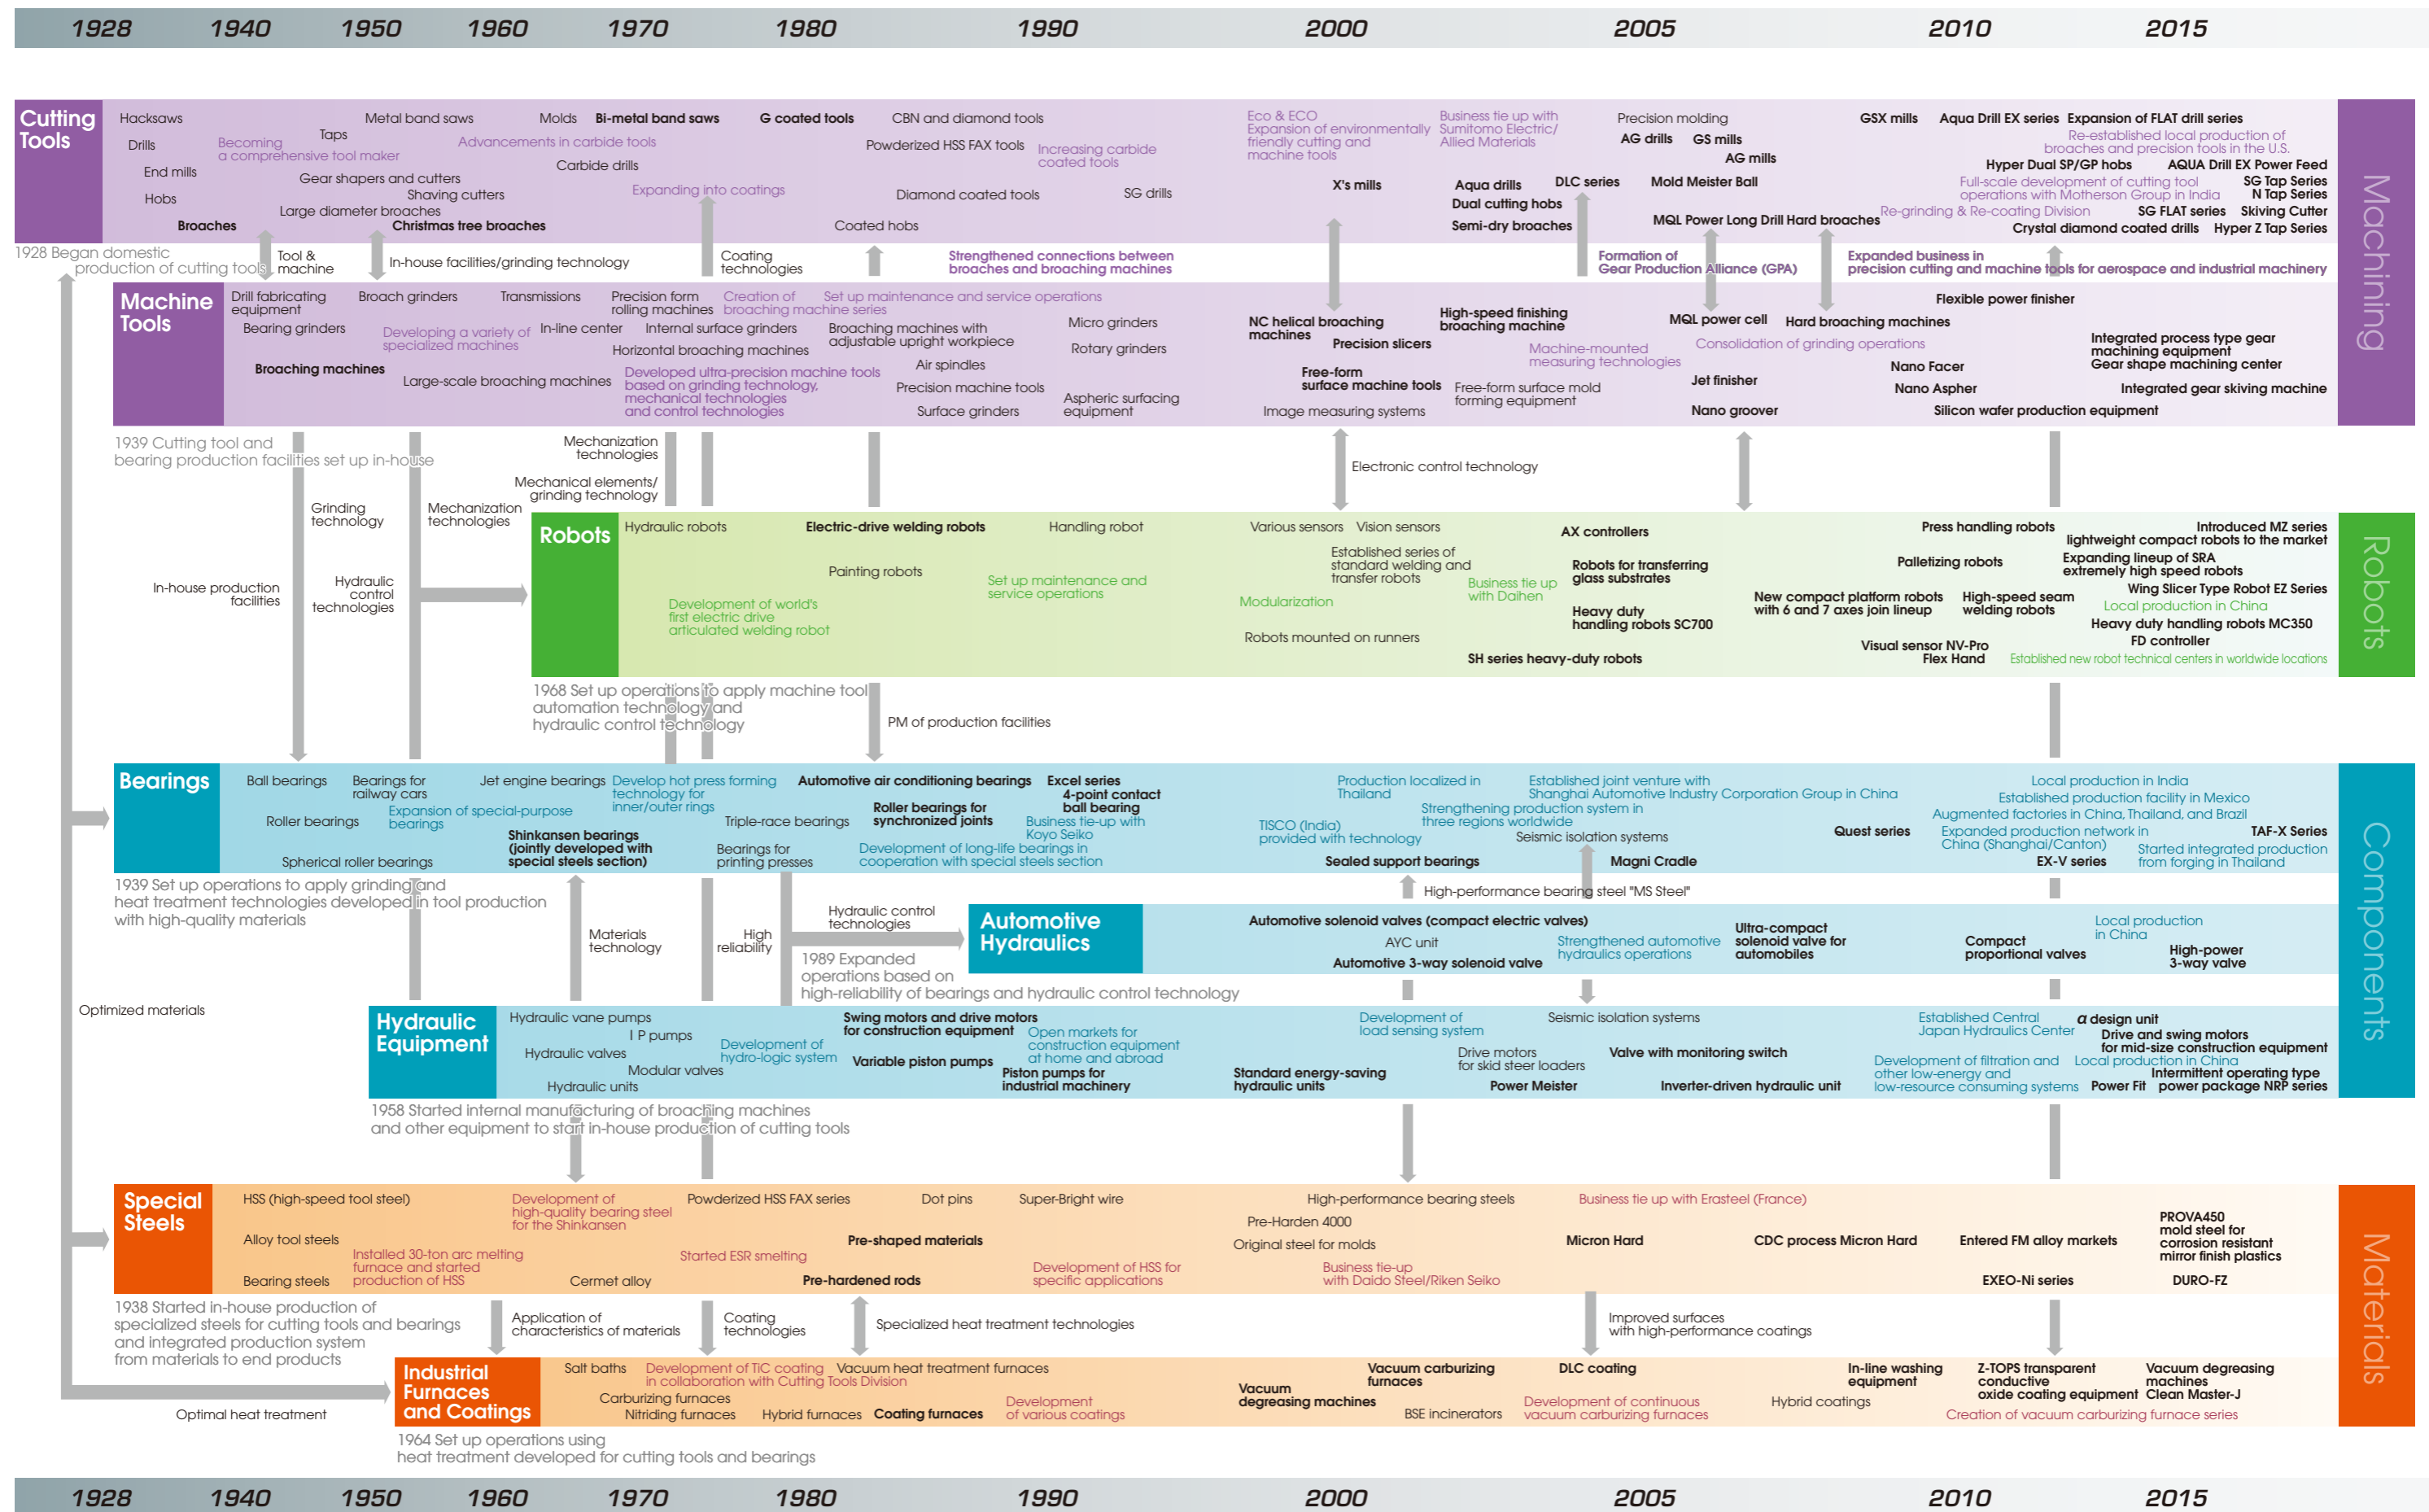 1928 1940 1950 1960 1970 1980 1990 2000 2005 2010 2015
Cutting
Tools
Hacksaws
Drills
End mills
Hobs
Broaches
Becoming
a comprehensive tool maker
Taps
Gear shapers and cutters
Large diameter broaches
Metal band saws
Shaving cutters
Christmas tree broaches
Advancements in carbide tools
Molds
Carbide drills
Bi-metal band saws
Expanding into coatings
G coated tools
CBN and diamond tools
Powderized HSS FAX tools
Diamond coated tools
Coated hobs
Increasing carbide
coated tools
SG drills
Eco & ECO
Expansion of environmentally
friendly cutting and
machine tools
X's mills
Business tie up with
Sumitomo Electric/
Allied Materials
Aqua drills
Dual cutting hobs
Semi-dry broaches
DLC series
Precision molding
AG drills
GS mills
AG mills
Mold Meister Ball
MQL Power Long Drill
Hard broaches
GSX mills
Aqua Drill EX series
Expansion of FLAT drill series
Re-established local production of
broaches and precision tools in the U.S.
Hyper Dual SP/GP hobs
AQUA Drill EX Power Feed
Full-scale development of cutting tool
operations with Motherson Group in India
SG Tap Series
N Tap Series
Re-grinding & Re-coating Division
SG FLAT series
Skiving Cutter
Crystal diamond coated drills
Hyper Z Tap Series
Machining
1928 Began domestic
production of cutting tools
Tool &
machine
In-house facilities/grinding technology
Coating
technologies
Strengthened connections between
broaches and broaching machines
Formation of
Gear Production Alliance (GPA)
Expanded business in
precision cutting and machine tools for aerospace and industrial machinery
Machine
Tools
Drill fabricating
equipment
Bearing grinders
Broaching machines
Broach grinders
Developing a variety of
specialized machines
Large-scale broaching machines
Transmissions
In-line center
Precision form
rolling machines
Internal surface grinders
Horizontal broaching machines
Developed ultra-precision machine tools
based on grinding technology,
mechanical technologies
and control technologies
Creation of
broaching machine series
Set up maintenance and service operations
Broaching machines with
adjustable upright workpiece
Air spindles
Precision machine tools
Surface grinders
Micro grinders
Rotary grinders
Aspheric surfacing
equipment
NC helical broaching
machines
Precision slicers
Free-form
surface machine tools
Image measuring systems
High-speed finishing
broaching machine
Machine-mounted
measuring technologies
Free-form surface mold
forming equipment
MQL power cell
Consolidation of grinding operations
Jet finisher
Nano groover
Hard broaching machines
Flexible power finisher
Nano Facer
Nano Aspher
Silicon wafer production equipment
Integrated process type gear
machining equipment
Gear shape machining center
Integrated gear skiving machine
1939 Cutting tool and
bearing production facilities set up in-house
Mechanization
technologies
Mechanical elements/
grinding technology
Electronic control technology
Grinding
technology
Mechanization
technologies
In-house production
facilities
Hydraulic
control
technologies
Robots
Hydraulic robots
Development of world's
first electric drive
articulated welding robot
Electric-drive welding robots
Painting robots
Handling robot
Set up maintenance and
service operations
Various sensors
Vision sensors
Established series of
standard welding and
transfer robots
Modularization
Robots mounted on runners
Business tie up
with Daihen
SH series heavy-duty robots
AX controllers
Robots for transferring
glass substrates
Heavy duty
handling robots SC700
New compact platform robots
with 6 and 7 axes join lineup
Visual sensor NV-Pro
Flex Hand
Press handling robots
Palletizing robots
High-speed seam
welding robots
Introduced MZ series
lightweight compact robots to the market
Expanding lineup of SRA
extremely high speed robots
Wing Slicer Type Robot EZ Series
Local production in China
Heavy duty handling robots MC350
FD controller
Established new robot technical centers in worldwide locations
Robots
1968 Set up operations to apply machine tool
automation technology and
hydraulic control technology
PM of production facilities
Bearings
Ball bearings
Roller bearings
Spherical roller bearings
Bearings for
railway cars
Expansion of special-purpose
bearings
Jet engine bearings
Shinkansen bearings
(jointly developed with
special steels section)
Develop hot press forming
technology for
inner/outer rings
Triple-race bearings
Bearings for
printing presses
Automotive air conditioning bearings
Roller bearings for
synchronized joints
Development of long-life bearings in
cooperation with special steels section
Excel series
4-point contact
ball bearing
Business tie-up with
Koyo Seiko
Production localized in
Thailand
TISCO (India)
provided with technology
Sealed support bearings
Strengthening production system in
three regions worldwide
Established joint venture with
Shanghai Automotive Industry Corporation Group in China
Seismic isolation systems
Magni Cradle
Quest series
Local production in India
Established production facility in Mexico
Augmented factories in China, Thailand, and Brazil
Expanded production network in
China (Shanghai/Canton)
TAF-X Series
EX-V series
Started integrated production
from forging in Thailand
Components
1939 Set up operations to apply grinding and
heat treatment technologies developed in tool production
with high-quality materials
Materials
technology
High
reliability
Hydraulic control
technologies
High-performance bearing steel "MS Steel"
1989 Expanded
operations based on
high-reliability of bearings and hydraulic control technology
Automotive
Hydraulics
Automotive solenoid valves (compact electric valves)
AYC unit
Automotive 3-way solenoid valve
Strengthened automotive
hydraulics operations
Ultra-compact
solenoid valve for
automobiles
Compact
proportional valves
Local production
in China
High-power
3-way valve
Optimized materials
Hydraulic
Equipment
Hydraulic vane pumps
I P pumps
Hydraulic valves
Modular valves
Hydraulic units
Development of
hydro-logic system
Swing motors and drive motors
for construction equipment
Variable piston pumps
Open markets for
construction equipment
at home and abroad
Piston pumps for
industrial machinery
Development of
load sensing system
Standard energy-saving
hydraulic units
Seismic isolation systems
Drive motors
for skid steer loaders
Power Meister
Valve with monitoring switch
Inverter-driven hydraulic unit
Established Central
Japan Hydraulics Center
Development of filtration and
other low-energy and
low-resource consuming systems
α design unit
Drive and swing motors
for mid-size construction equipment
Local production in China
Intermittent operating type
power package NRP series
Power Fit
1958 Started internal manufacturing of broaching machines
and other equipment to start in-house production of cutting tools
Special
Steels
HSS (high-speed tool steel)
Alloy tool steels
Bearing steels
Installed 30-ton arc melting
furnace and started
production of HSS
Development of
high-quality bearing steel
for the Shinkansen
Cermet alloy
Powderized HSS FAX series
Started ESR smelting
Pre-shaped materials
Pre-hardened rods
Dot pins
Super-Bright wire
Development of HSS for
specific applications
High-performance bearing steels
Pre-Harden 4000
Original steel for molds
Business tie-up
with Daido Steel/Riken Seiko
Business tie up with Erasteel (France)
Micron Hard
CDC process Micron Hard
Entered FM alloy markets
EXEO-Ni series
PROVA450
mold steel for
corrosion resistant
mirror finish plastics
DURO-FZ
Materials
1938 Started in-house production of
specialized steels for cutting tools and bearings
and integrated production system
from materials to end products
Application of
characteristics of materials
Coating
technologies
Specialized heat treatment technologies
Improved surfaces
with high-performance coatings
Optimal heat treatment
Industrial
Furnaces
and Coatings
Salt baths
Carburizing furnaces
Nitriding furnaces
Development of TiC coating
in collaboration with Cutting Tools Division
Hybrid furnaces
Vacuum heat treatment furnaces
Coating furnaces
Development
of various coatings
Vacuum
degreasing machines
Vacuum carburizing
furnaces
BSE incinerators
DLC coating
Development of continuous
vacuum carburizing furnaces
Hybrid coatings
In-line washing
equipment
Z-TOPS transparent
conductive
oxide coating equipment
Vacuum degreasing
machines
Clean Master-J
Creation of vacuum carburizing furnace series
1964 Set up operations using
heat treatment developed for cutting tools and bearings
1928 1940 1950 1960 1970 1980 1990 2000 2005 2010 2015